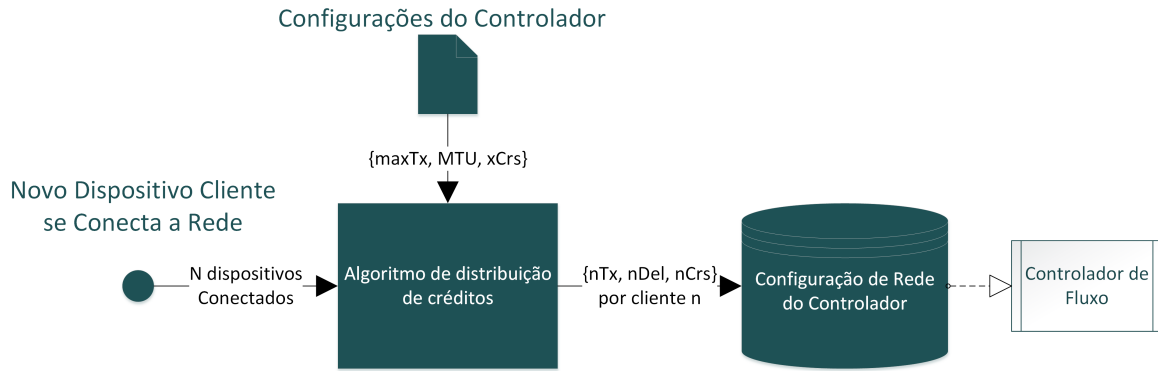 Configurações do Controlador
{maxTx, MTU, xCrs}
Novo Dispositivo Cliente
se Conecta a Rede
N dispositivos
Conectados
Algoritmo de distribuição
de créditos
{nTx, nDel, nCrs}
por cliente n
Configuração de Rede
do Controlador
Controlador de
Fluxo